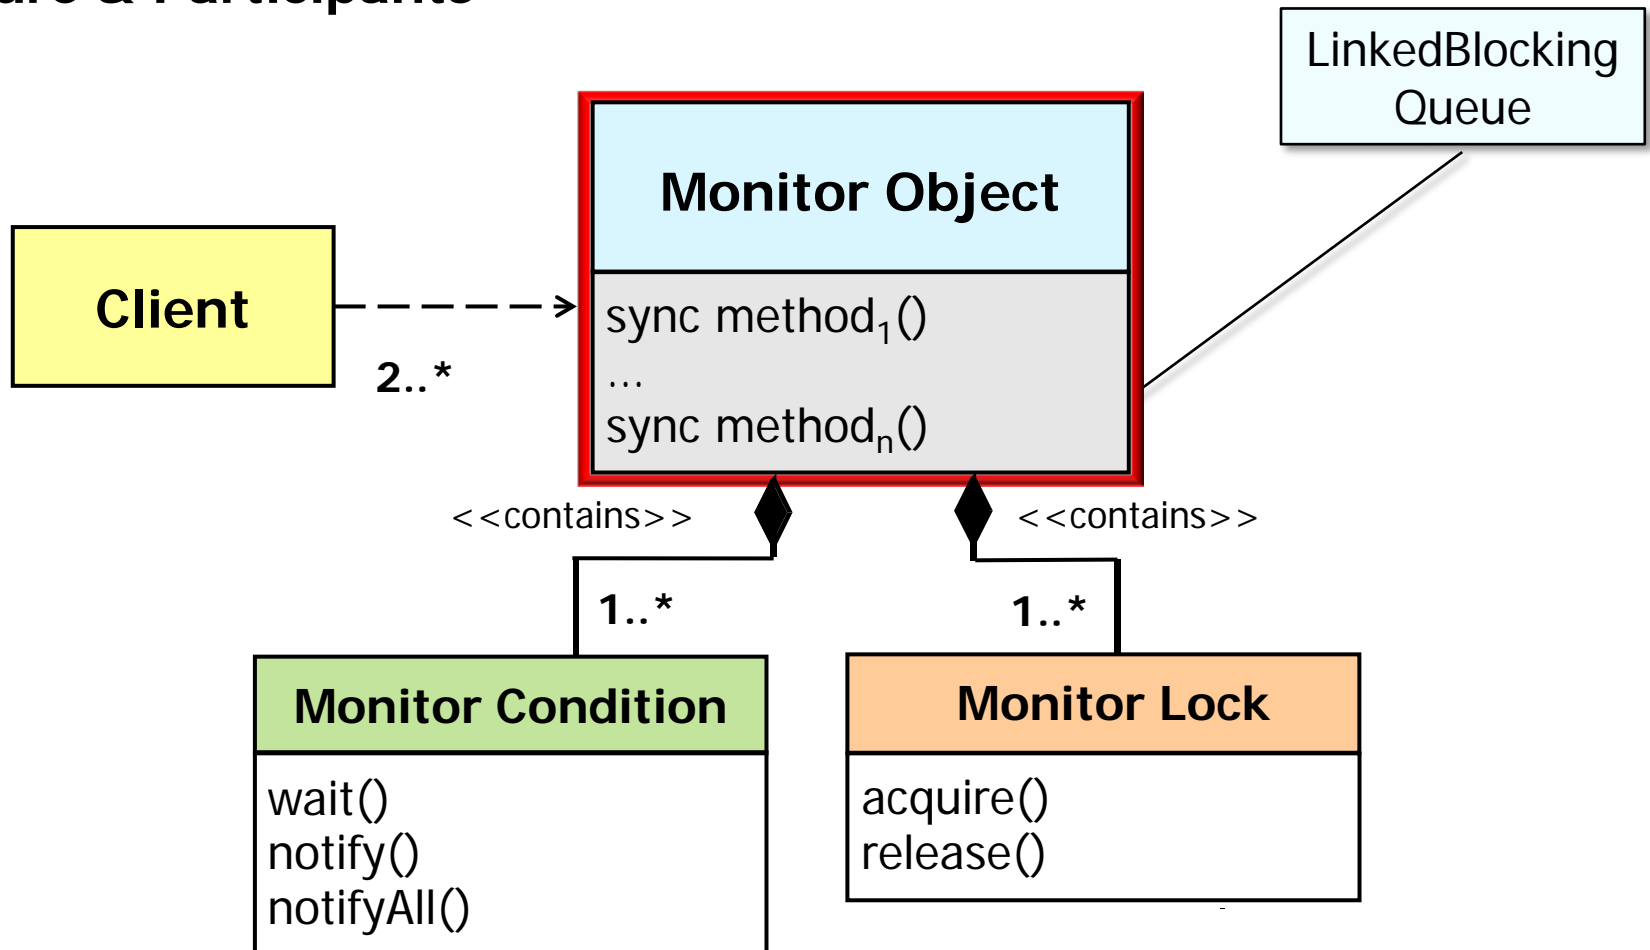 & Participants
LinkedBlocking
Queue
Monitor Object
Client
sync method₁()
...
sync methodₙ()
2..*
<<contains>>
<<contains>>
1..*
1..*
Monitor Condition
Monitor Lock
wait()
notify()
notifyAll()
acquire()
release()